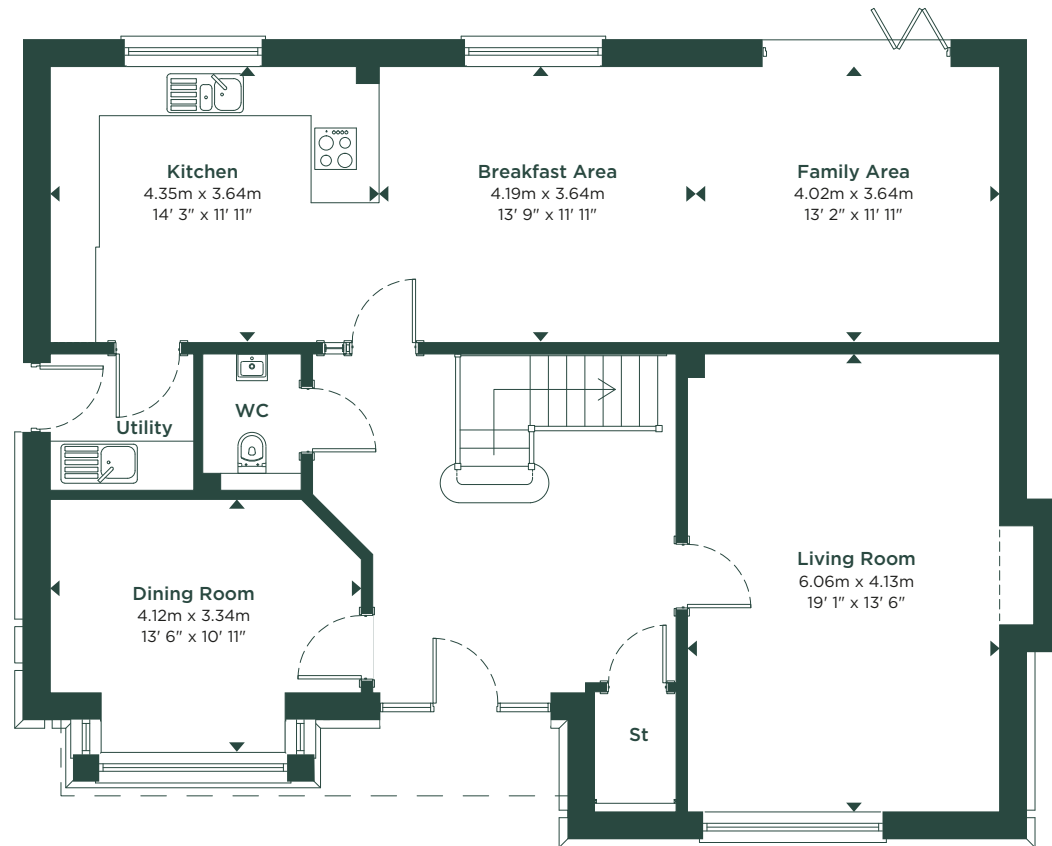 Kitchen
4.35m x 3.64m
14' 3" x 11' 11"
Breakfast Area
4.19m x 3.64m
13' 9" x 11' 11"
Family Area
4.02m x 3.64m
13' 2" x 11' 11"
Utility
WC
Dining Room
4.12m x 3.34m
13' 6" x 10' 11"
Living Room
6.06m x 4.13m
19' 1" x 13' 6"
St